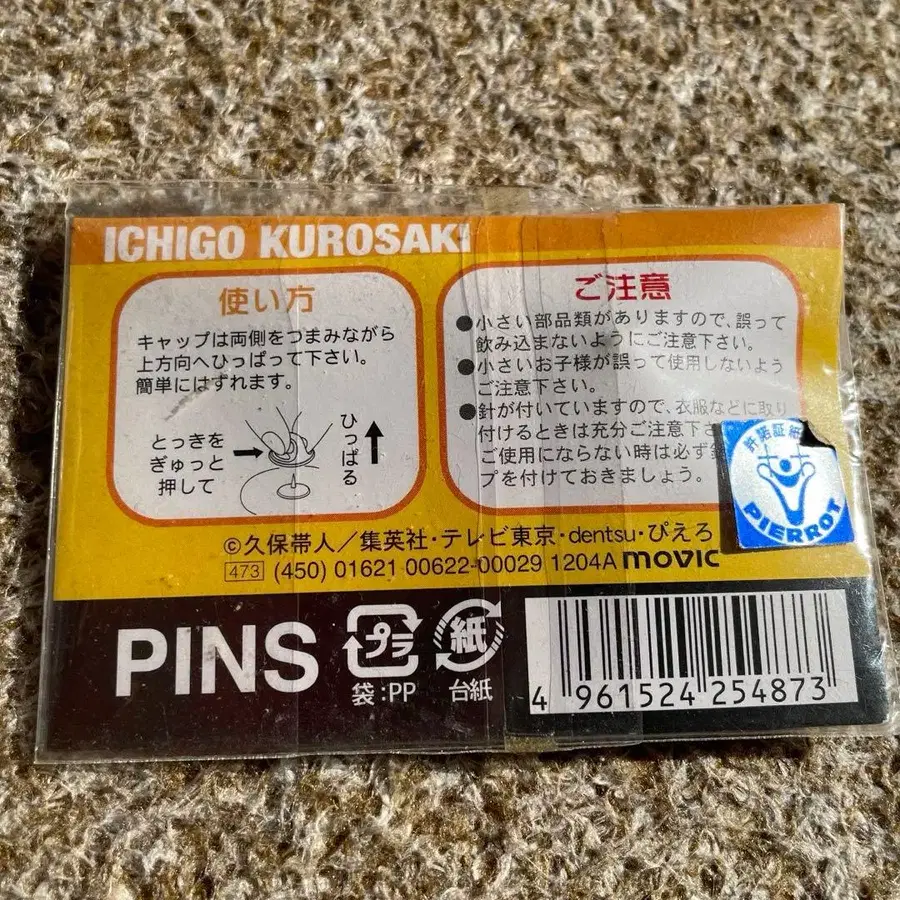 ICHIGO KUROSAKI
使い方
キャップは両側をつまみながら
上方向へひっぱって下さい。
簡単にはずれます。
とっきを
ぎゅっと
押して
ひっぱる
ご注意
●小さい部品類がありますので、誤って
飲み込まないようにご注意下さい。
●小さいお子様が誤って使用しないよう
ご注意下さい。
●針が付いていますので、衣服などに取り
付けるときは充分ご注意下さ
ご使用にならない時は必ず
プを付けておきましょう。
許諾証紙
PIERROT
©久保帯人／集英社・テレビ東京・dentsu・ぴえろ
473 (450) 01621 00622-00029 1204A movic
PINS
プラ
袋:PP
紙
台紙
4 961524 254873